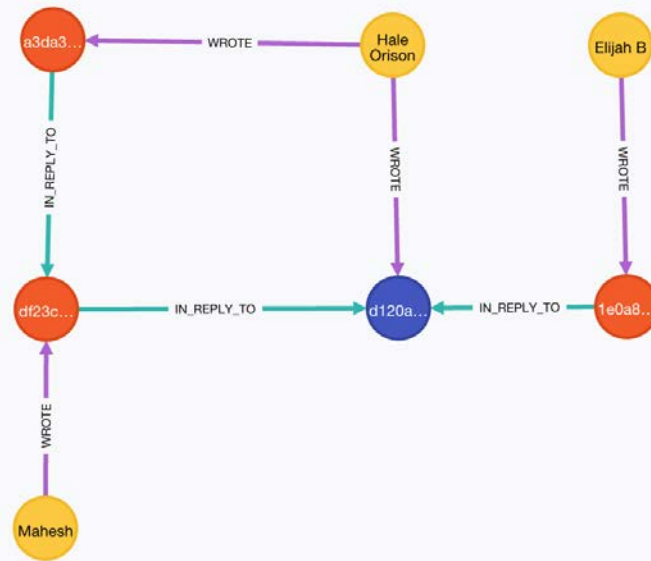 a3da3...
WROTE
Hale
Orison
Elijah B
IN_REPLY_TO
WROTE
WROTE
df23c...
IN_REPLY_TO
d120a...
IN_REPLY_TO
1e0a8...
WROTE
Mahesh